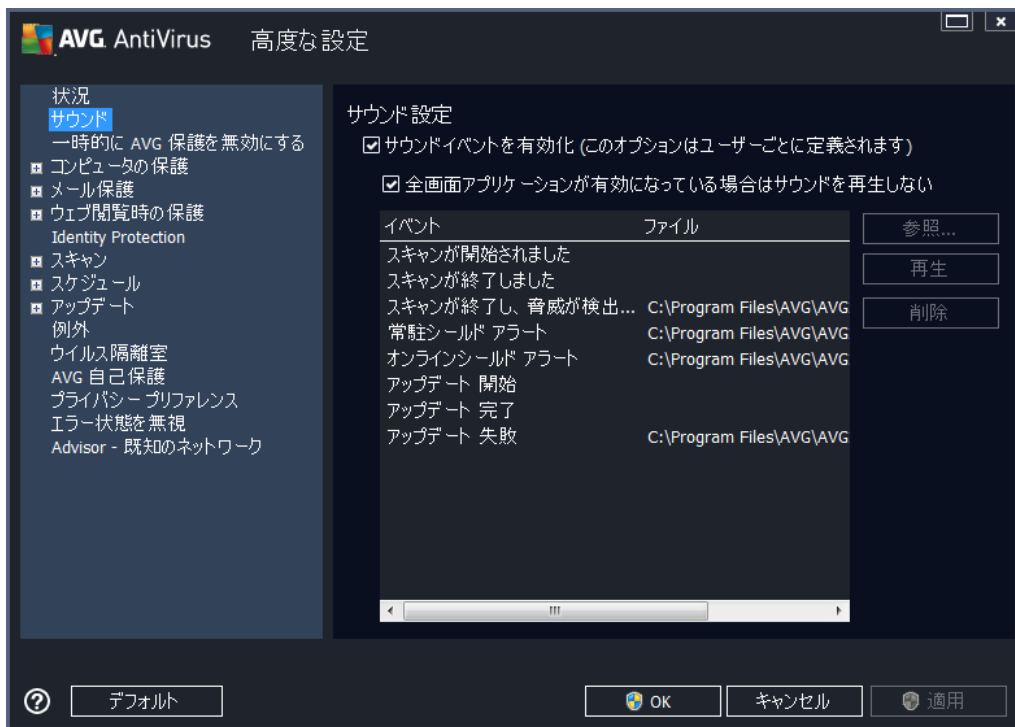 AVG AntiVirus 高度な設定
状況
サウンド
一時的に AVG 保護を無効にする
コンピュータの保護
メール保護
ウェブ閲覧時の保護
Identity Protection
スキャン
スケジュール
アップデート
例外
ウイルス隔離室
AVG 自己保護
プライバシー プリファレンス
エラー状態を無視
Advisor - 既知のネットワーク
サウンド設定
サウンドイベントを有効化 (このオプションはユーザーごとに定義されます)
全画面アプリケーションが有効になっている場合はサウンドを再生しない
イベント ファイル
スキャンが開始されました
スキャンが終了しました
スキャンが終了し、脅威が検出... C:\Program Files\AVG\AVG
常駐シールド アラート C:\Program Files\AVG\AVG
オンラインシールド アラート C:\Program Files\AVG\AVG
アップデート 開始
アップデート 完了
アップデート 失敗 C:\Program Files\AVG\AVG
参照...
再生
削除
デフォルト
OK
キャンセル
適用